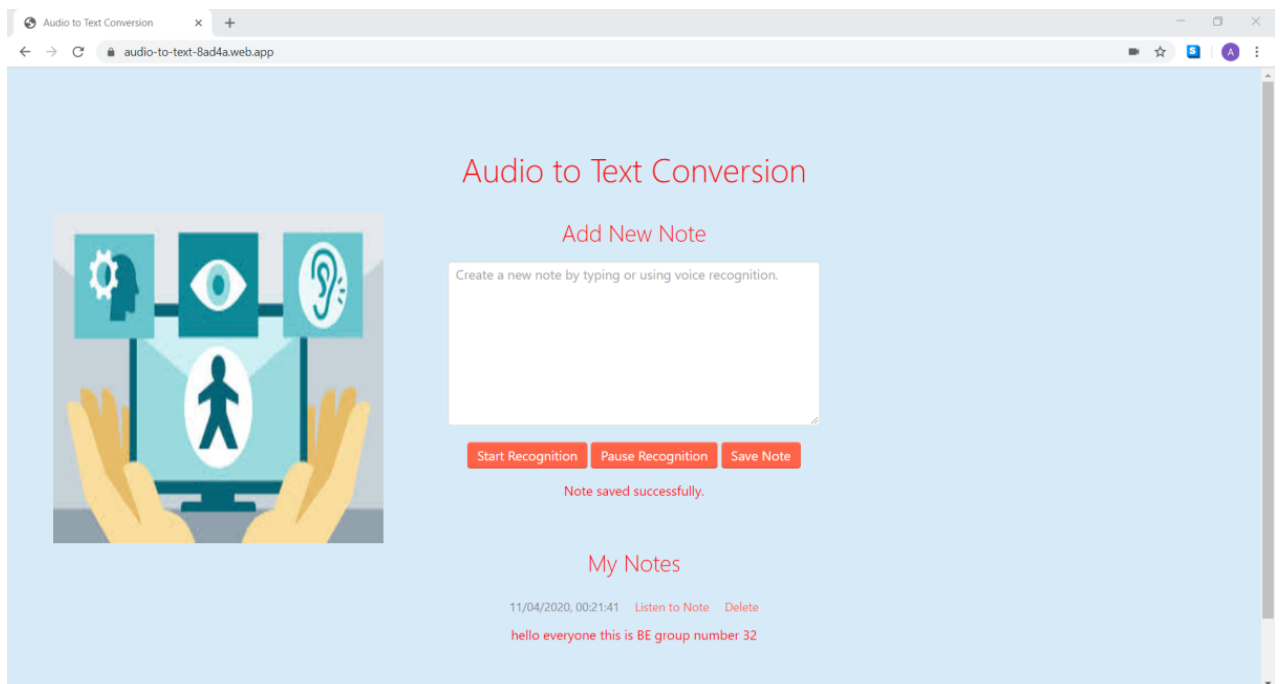 Audio to Text Conversion
audio-to-text-8ad4a.web.app
S
A
Audio to Text Conversion
Add New Note
Create a new note by typing or using voice recognition.
Start Recognition Pause Recognition Save Note
Note saved successfully.
My Notes
11/04/2020, 00:21:41 Listen to Note Delete
hello everyone this is BE group number 32